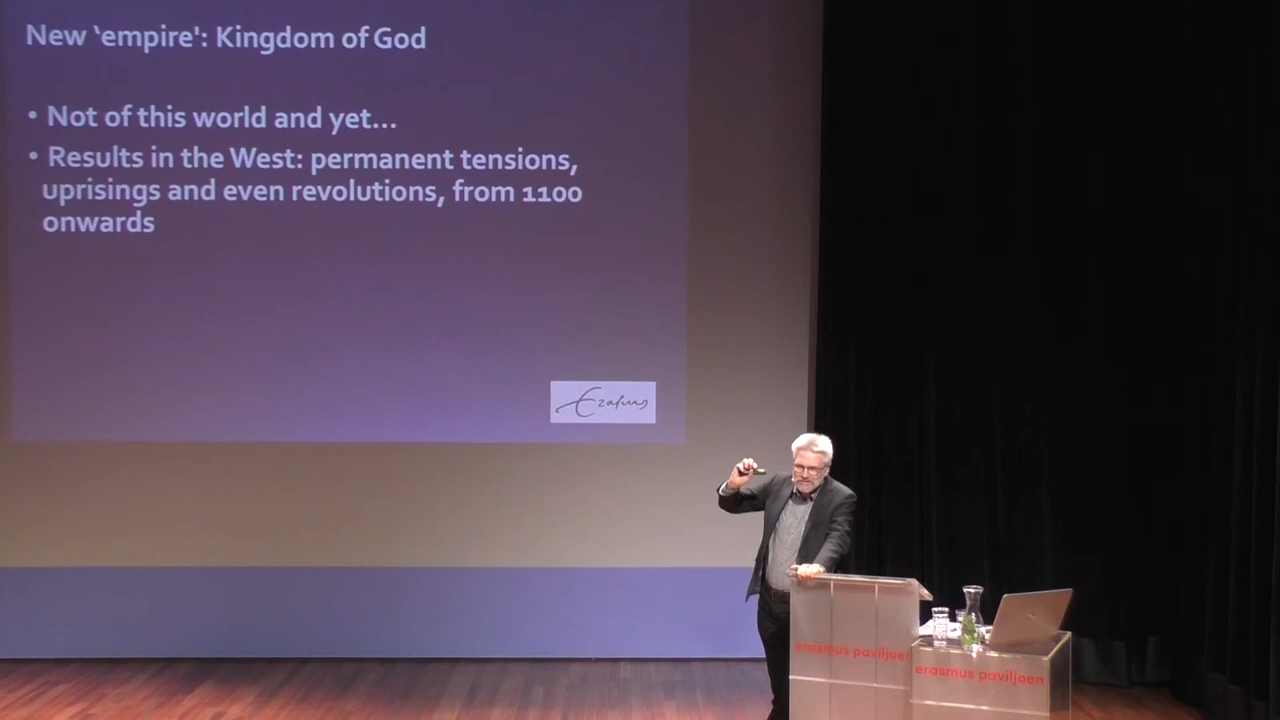 New ‘empire': Kingdom of God
• Not of this world and yet...
• Results in the West: permanent tensions,
uprisings and even revolutions, from 1100
onwards
Erasmus
erasmus paviljoen
erasmus paviljoen